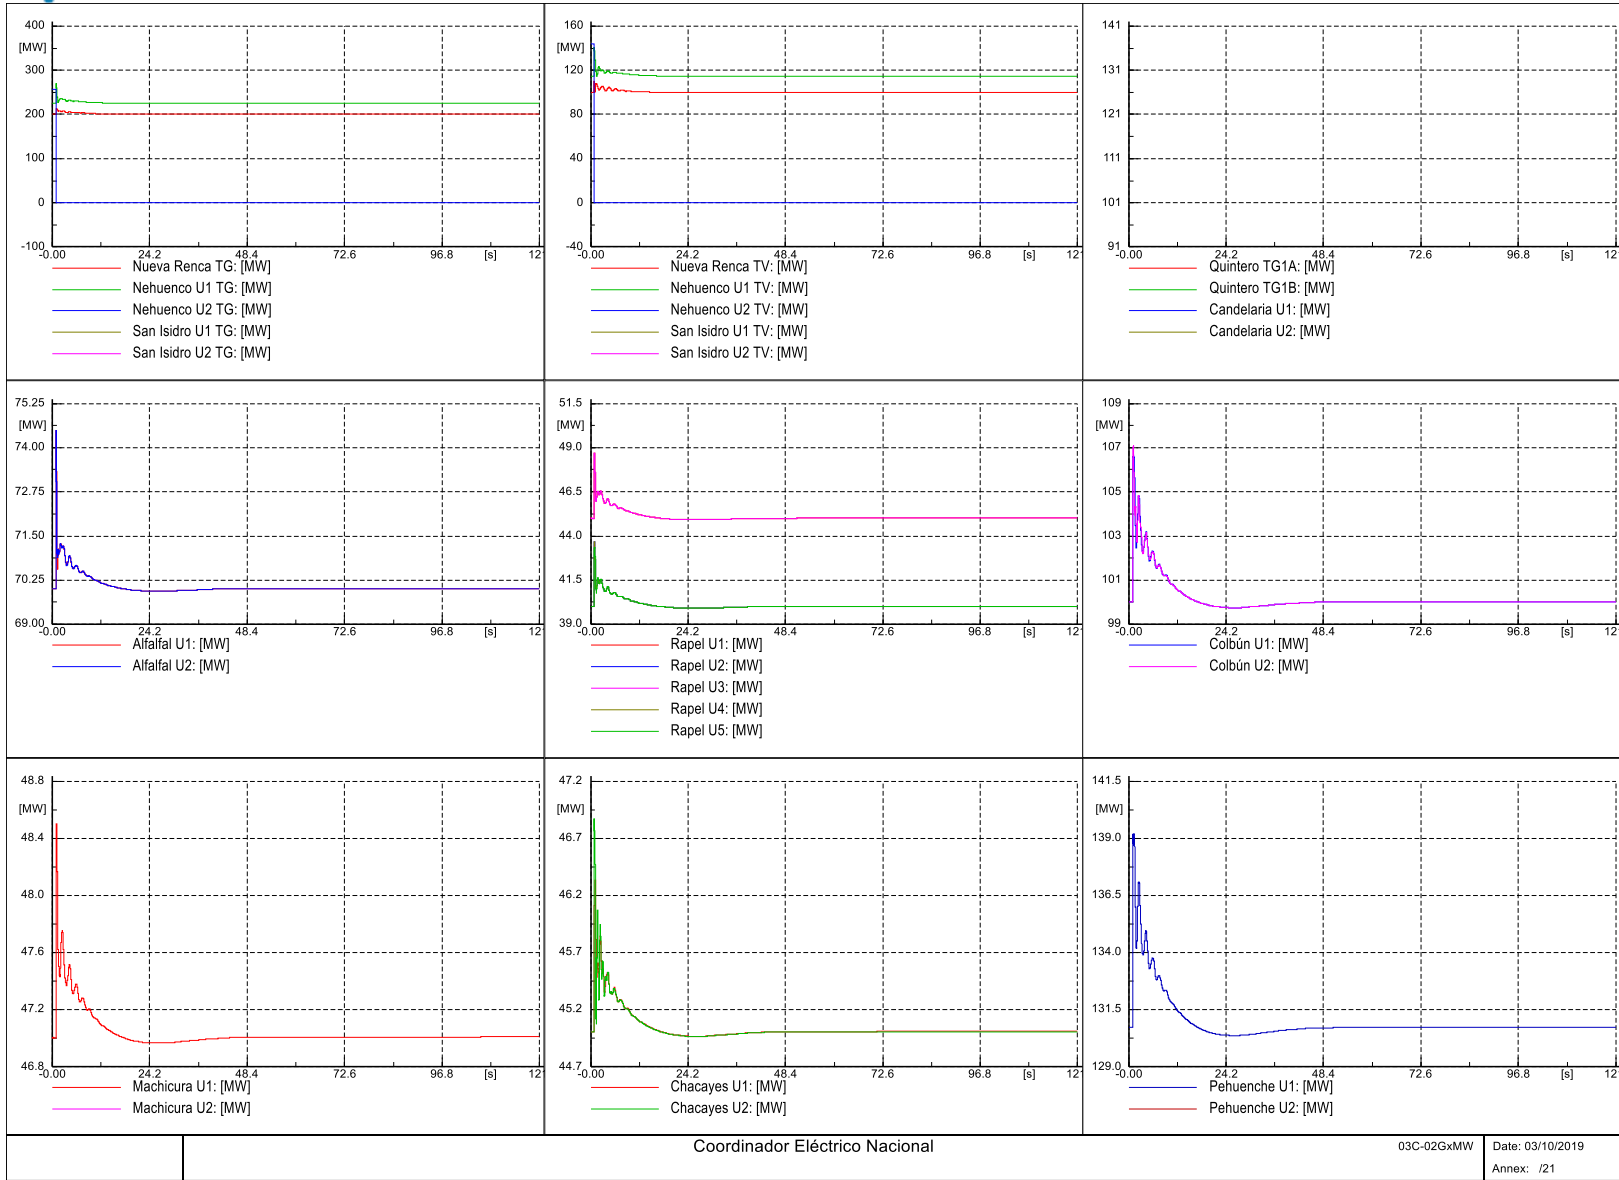 400
[MW]
300
200
100
0
-100
-0.00 24.2 48.4 72.6 96.8 [s] 121
Nueva Renca TG: [MW]
Nehuenco U1 TG: [MW]
Nehuenco U2 TG: [MW]
San Isidro U1 TG: [MW]
San Isidro U2 TG: [MW]
160
[MW]
120
80
40
0
-40
-0.00 24.2 48.4 72.6 96.8 [s] 121
Nueva Renca TV: [MW]
Nehuenco U1 TV: [MW]
Nehuenco U2 TV: [MW]
San Isidro U1 TV: [MW]
San Isidro U2 TV: [MW]
141
[MW]
131
121
111
101
91
-0.00 24.2 48.4 72.6 96.8 [s] 12
Quintero TG1A: [MW]
Quintero TG1B: [MW]
Candelaria U1: [MW]
Candelaria U2: [MW]
75.25
[MW]
74.00
72.75
71.50
70.25
69.00
-0.00 24.2 48.4 72.6 96.8 [s] 121
Alfalfal U1: [MW]
Alfalfal U2: [MW]
51.5
[MW]
49.0
46.5
44.0
41.5
39.0
-0.00 24.2 48.4 72.6 96.8 [s] 121
Rapel U1: [MW]
Rapel U2: [MW]
Rapel U3: [MW]
Rapel U4: [MW]
Rapel U5: [MW]
109
[MW]
107
105
103
101
99
-0.00 24.2 48.4 72.6 96.8 [s] 12
Colbún U1: [MW]
Colbún U2: [MW]
48.8
[MW]
48.4
48.0
47.6
47.2
46.8
-0.00 24.2 48.4 72.6 96.8 [s] 121
Machicura U1: [MW]
Machicura U2: [MW]
47.2
[MW]
46.7
46.2
45.7
45.2
44.7
-0.00 24.2 48.4 72.6 96.8 [s] 121
Chacayes U1: [MW]
Chacayes U2: [MW]
141.5
[MW]
139.0
136.5
134.0
131.5
129.0
-0.00 24.2 48.4 72.6 96.8 [s] 12
Pehuenche U1: [MW]
Pehuenche U2: [MW]
Coordinador Eléctrico Nacional
03C-02GxMW
Date: 03/10/2019
Annex: /21